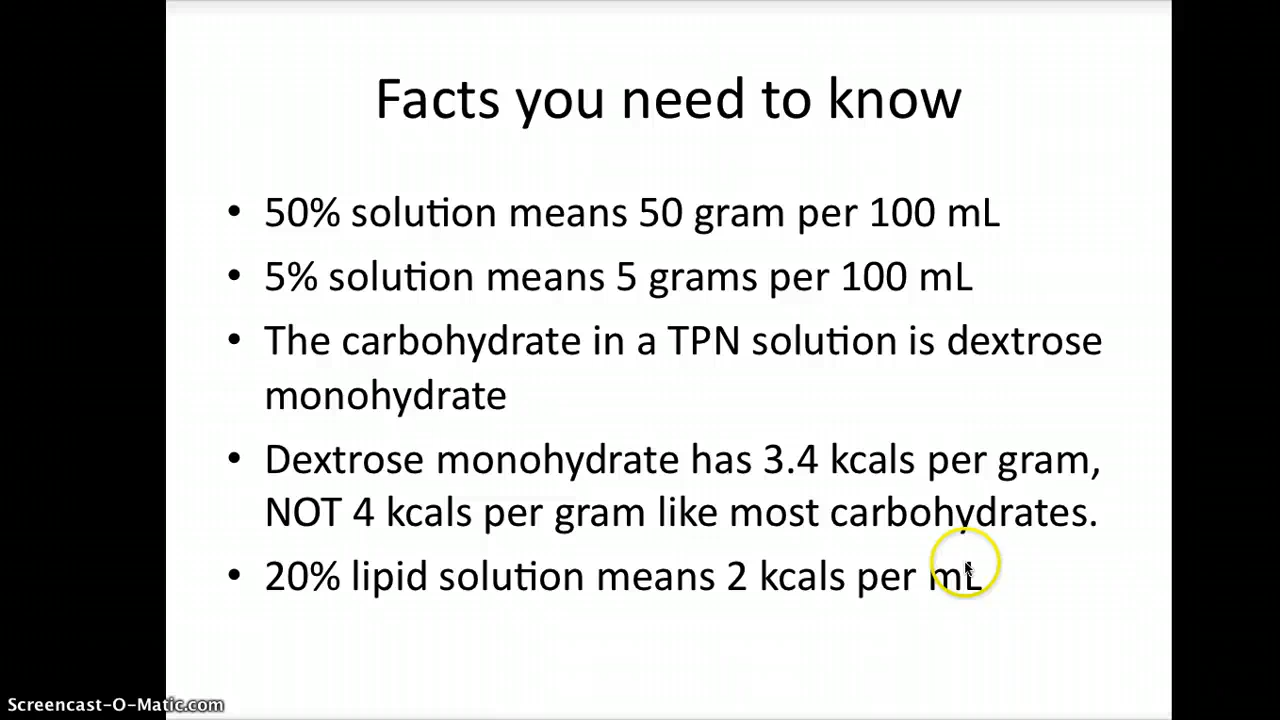 Facts you need to know
• 50% solution means 50 gram per 100 mL
• 5% solution means 5 grams per 100 mL
• The carbohydrate in a TPN solution is dextrose
monohydrate
• Dextrose monohydrate has 3.4 kcals per gram,
NOT 4 kcals per gram like most carbohydrates.
• 20% lipid solution means 2 kcals per mL
Screencast-O-Matic.com